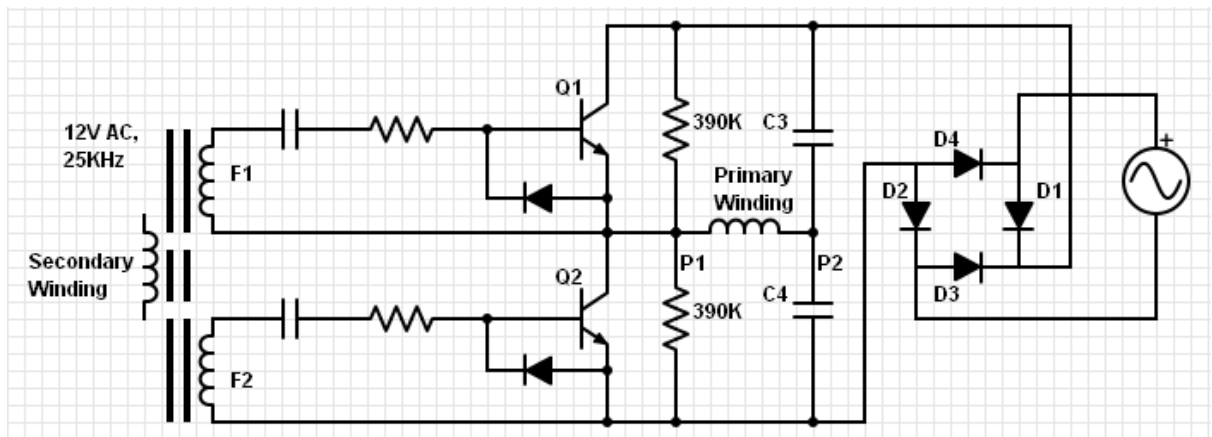 12V AC,
25KHz
F1
Q1
390K
C3
Primary
Winding
D4
D2
D1
D3
+
Secondary
Winding
Q2
P1
P2
390K
C4
F2